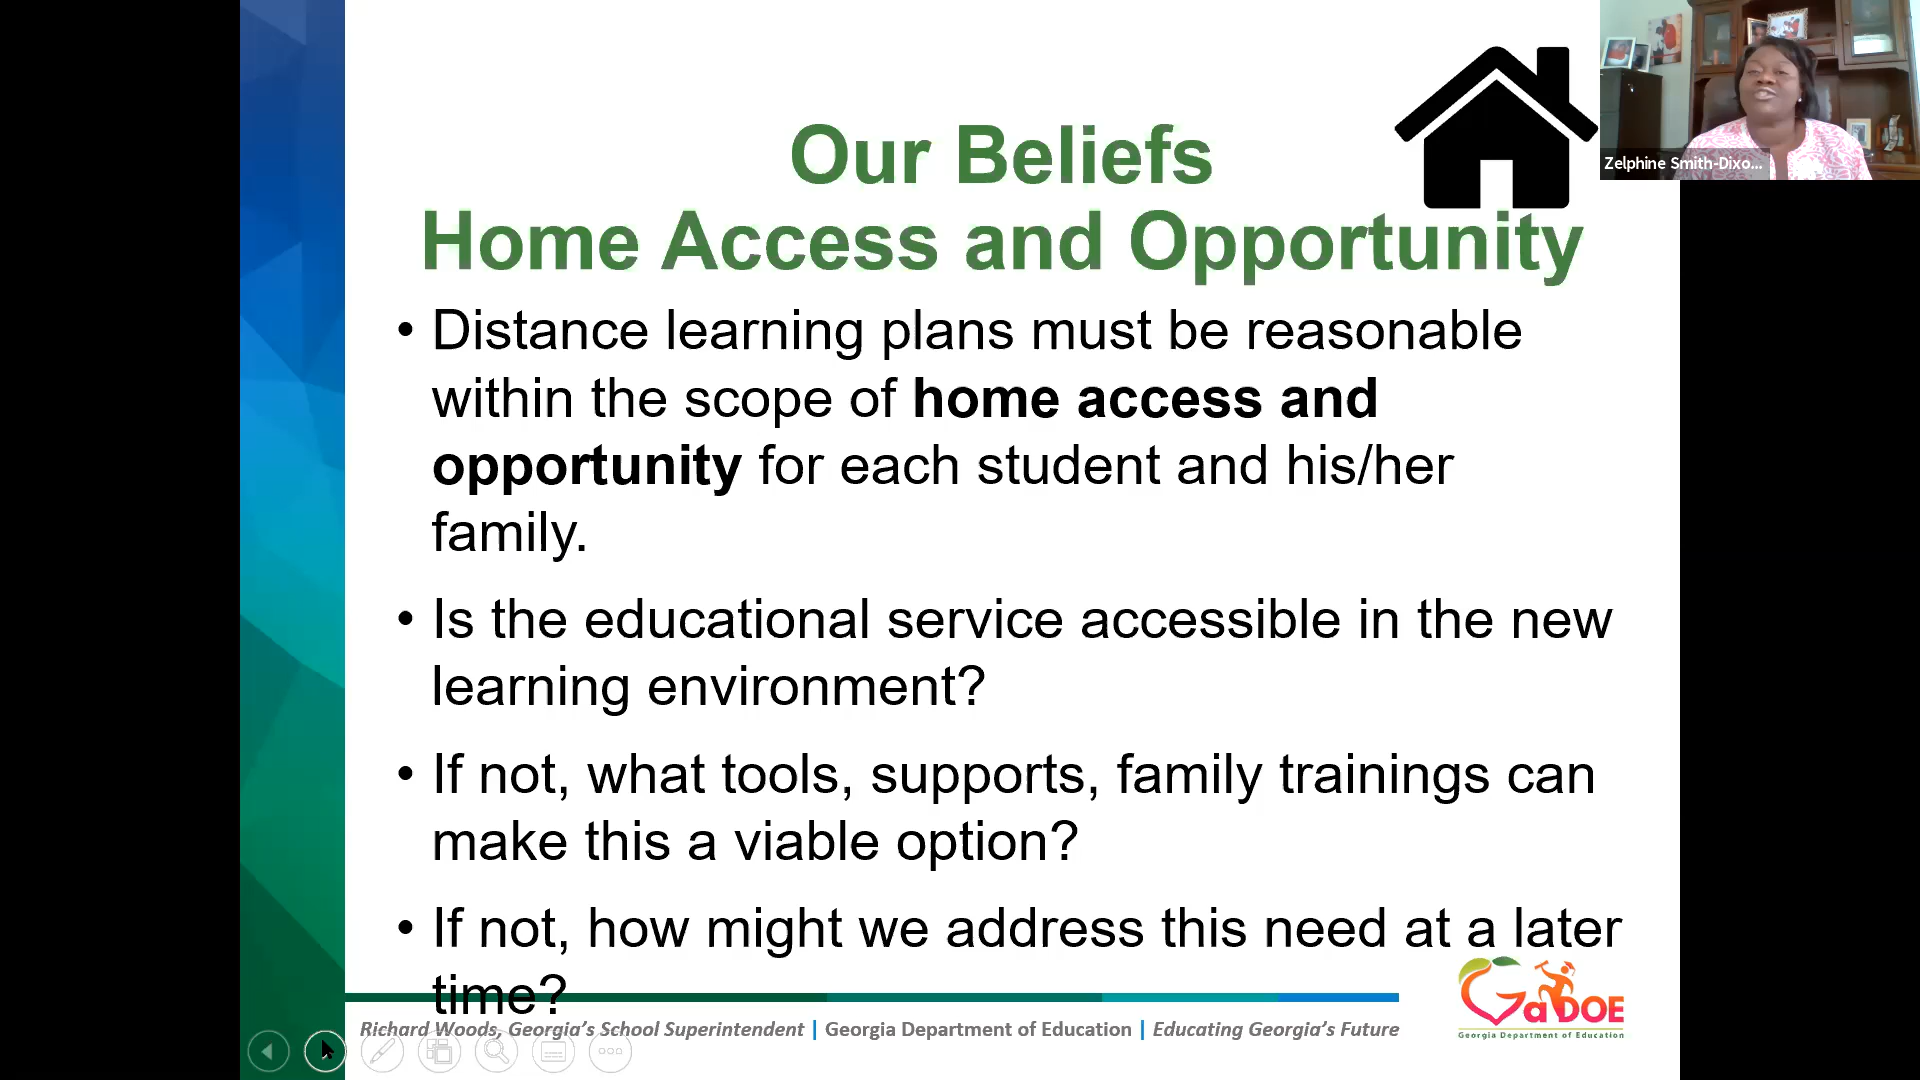 Our Beliefs
Home Access and Opportunity
• Distance learning plans must be reasonable
within the scope of home access and
opportunity for each student and his/her
family.
• Is the educational service accessible in the new
learning environment?
• If not, what tools, supports, family trainings can
make this a viable option?
• If not, how might we address this need at a later
time?
Richard Woods, Georgia's School Superintendent | Georgia Department of Education | Educating Georgia's Future
GaDOE
Georgia Department of Education
Zelphine Smith-Dixo...